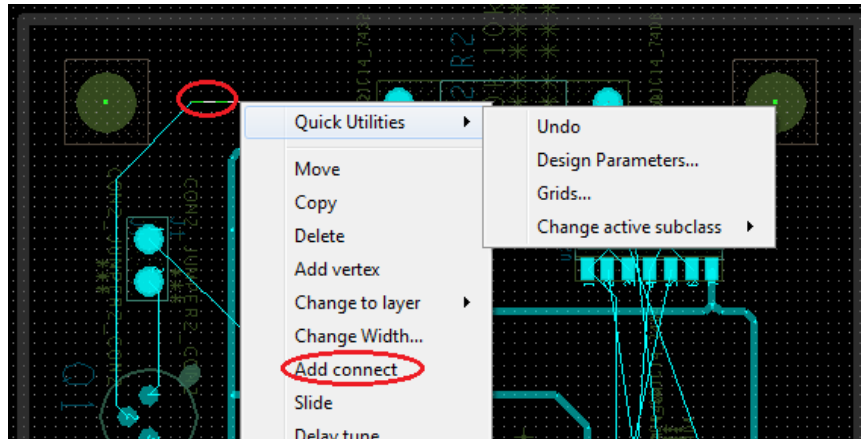 R2
10K
Quick Utilities
Undo
Design Parameters...
Grids...
Change active subclass
Move
Copy
Delete
Add vertex
Change to layer
Change Width...
Add connect
Slide
Delay tune